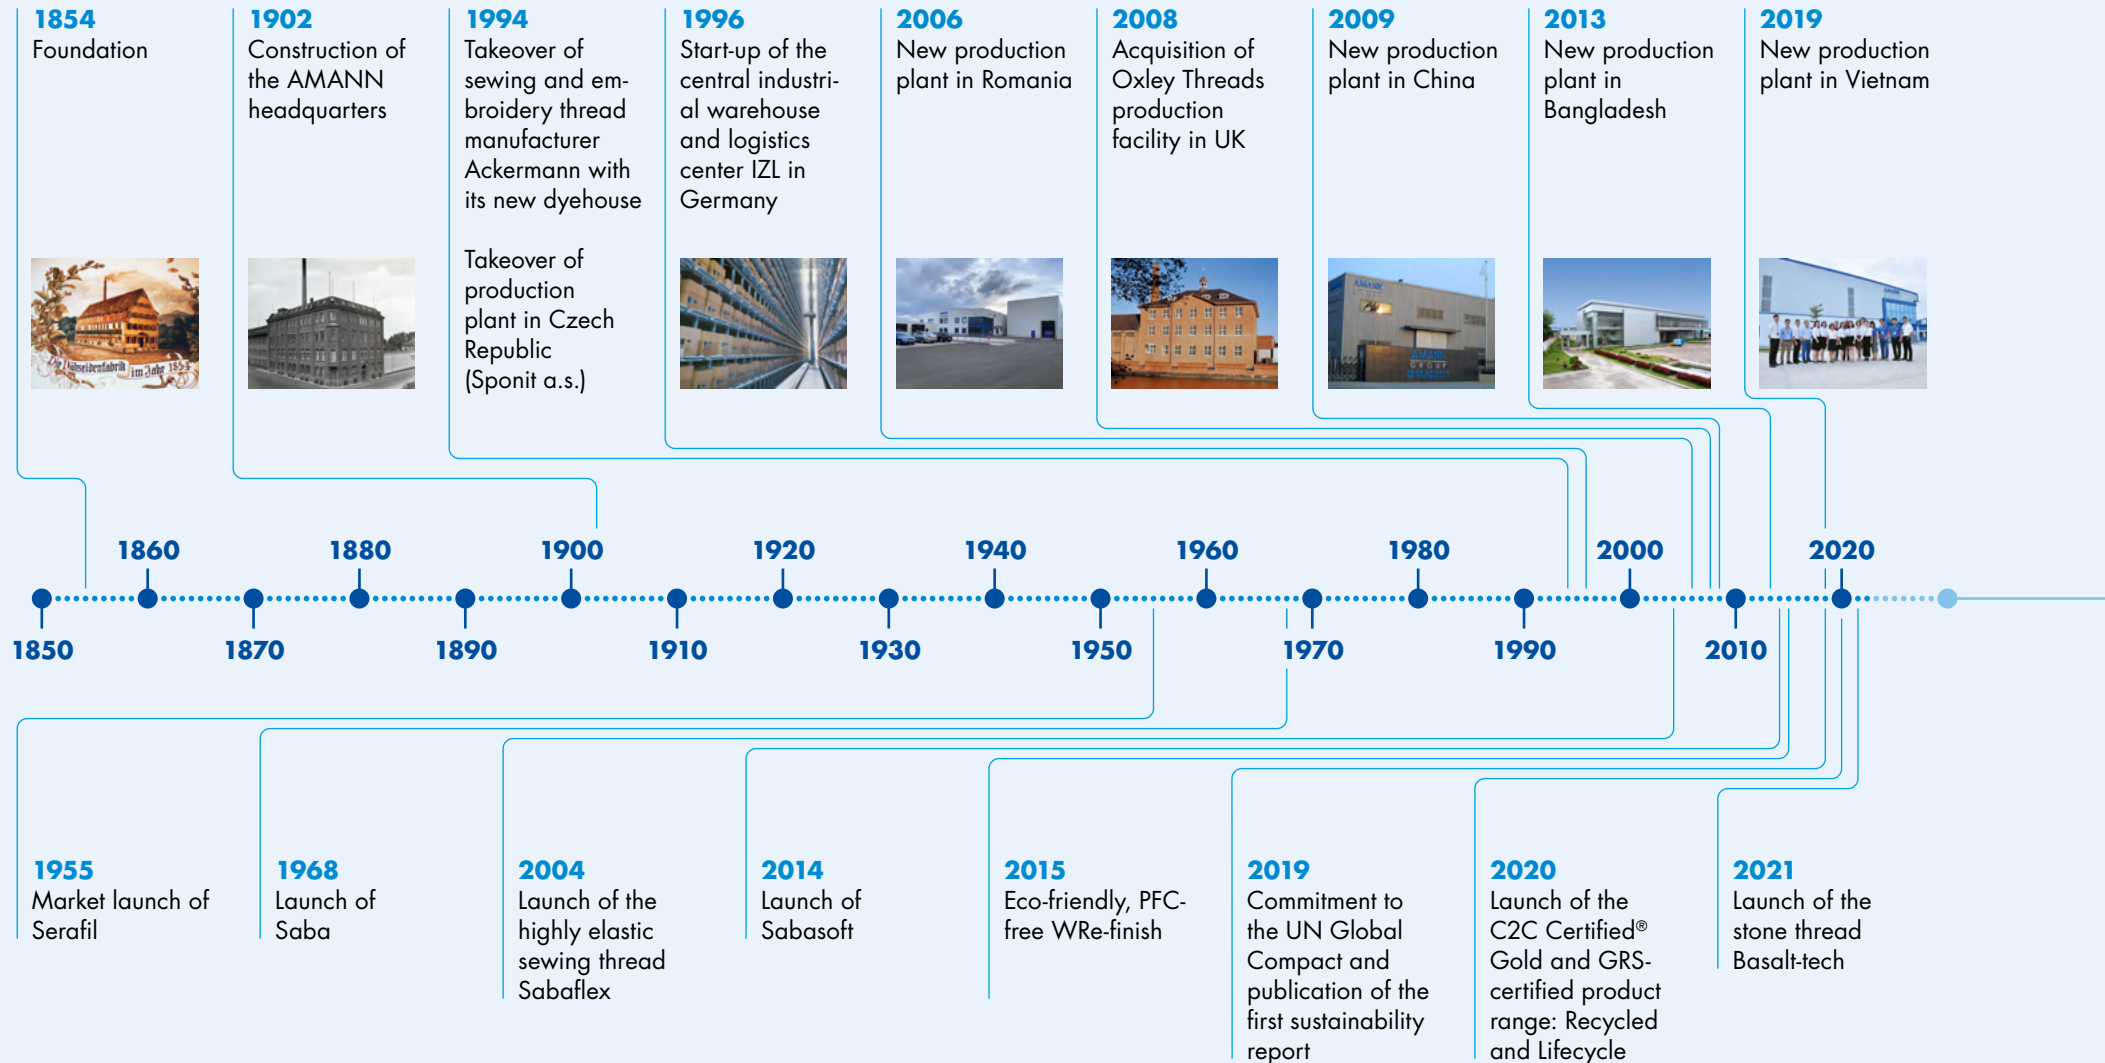 1854
Foundation
1902
Construction of
the AMANN
headquarters
1994
Takeover of
sewing and em-
broidery thread
manufacturer
Ackermann with
its new dyehouse
Takeover of
production
plant in Czech
Republic
(Sponit a.s.)
1996
Start-up of the
central industri-
al warehouse
and logistics
center IZL in
Germany
2006
New production
plant in Romania
2008
Acquisition of
Oxley Threads
production
facility in UK
2009
New production
plant in China
2013
New production
plant in
Bangladesh
2019
New production
plant in Vietnam
Die Nähseidenfabrik im Jahr 1854
AMANN
AMANN
GROUP
1860 1880 1900 1920 1940 1960 1980 2000 2020
1850 1870 1890 1910 1930 1950 1970 1990 2010
1955
Market launch of
Serafil
1968
Launch of
Saba
2004
Launch of the
highly elastic
sewing thread
Sabaflex
2014
Launch of
Sabasoft
2015
Eco-friendly, PFC-
free WRe-finish
2019
Commitment to
the UN Global
Compact and
publication of the
first sustainability
report
2020
Launch of the
C2C Certified®
Gold and GRS-
certified product
range: Recycled
and Lifecycle
2021
Launch of the
stone thread
Basalt-tech